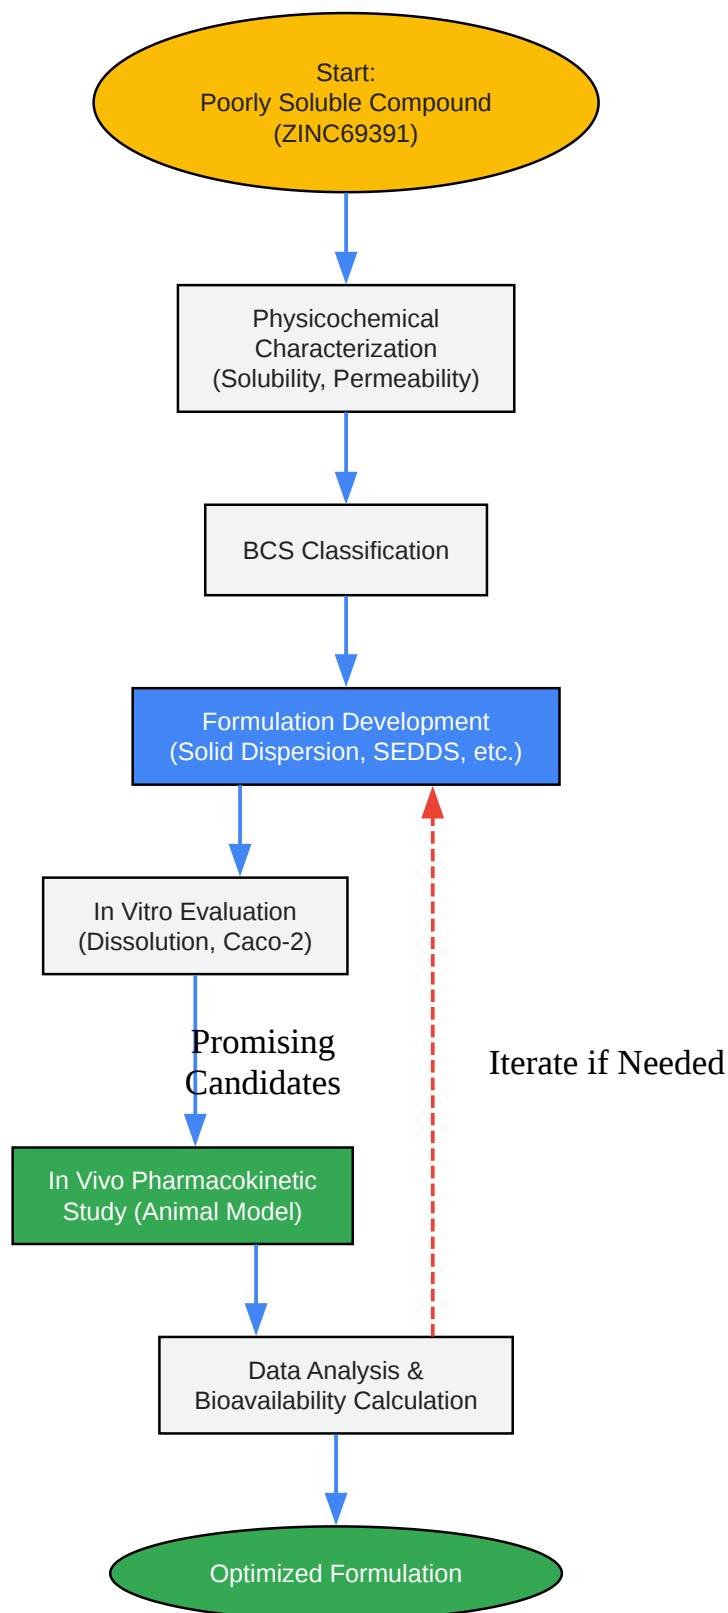 Start:
Poorly Soluble Compound
(ZINC69391)
Physicochemical
Characterization
(Solubility, Permeability)
BCS Classification
Formulation Development
(Solid Dispersion, SEDDS, etc.)
In Vitro Evaluation
(Dissolution, Caco-2)
Promising
Candidates
Iterate if Needed
In Vivo Pharmacokinetic
Study (Animal Model)
Data Analysis &
Bioavailability Calculation
Optimized Formulation